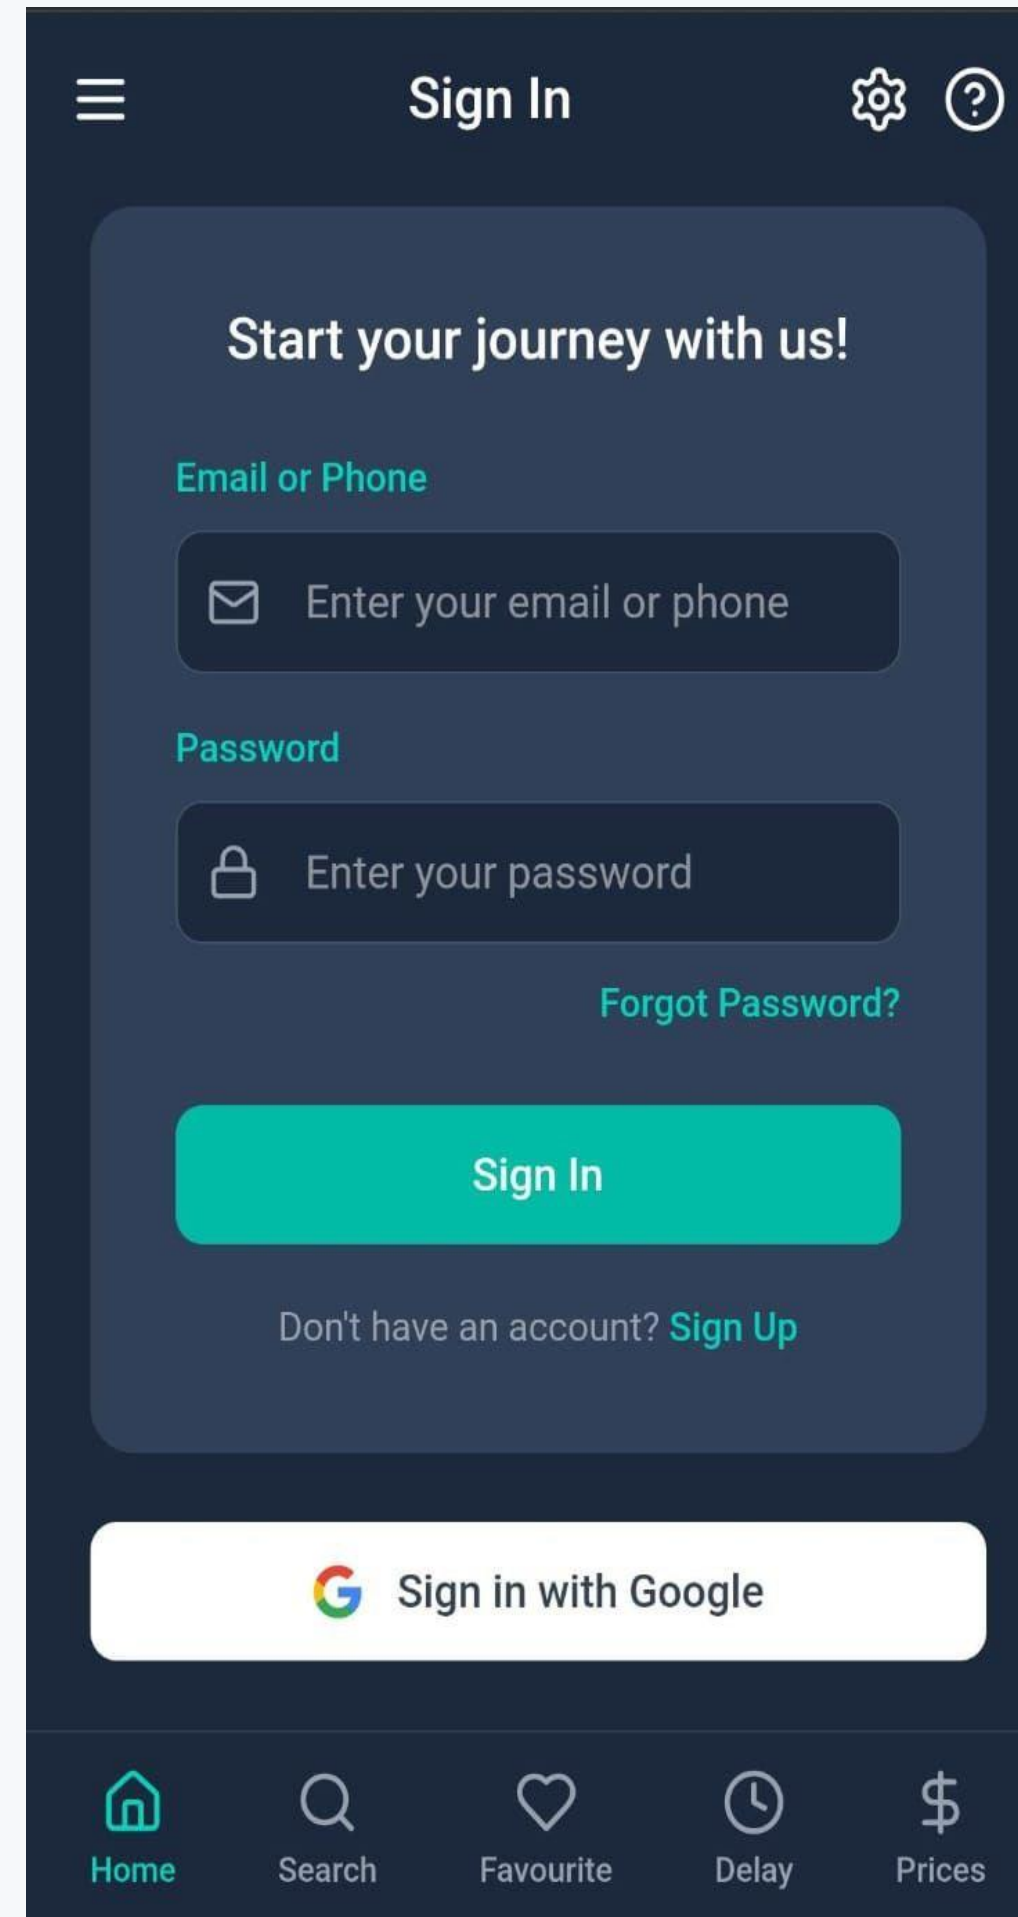 Sign In
Start your journey with us!
Email or Phone
Enter your email or phone
Password
Enter your password
Forgot Password?
Sign In
Don't have an account? Sign Up
Sign in with Google
Home Search Favourite Delay Prices